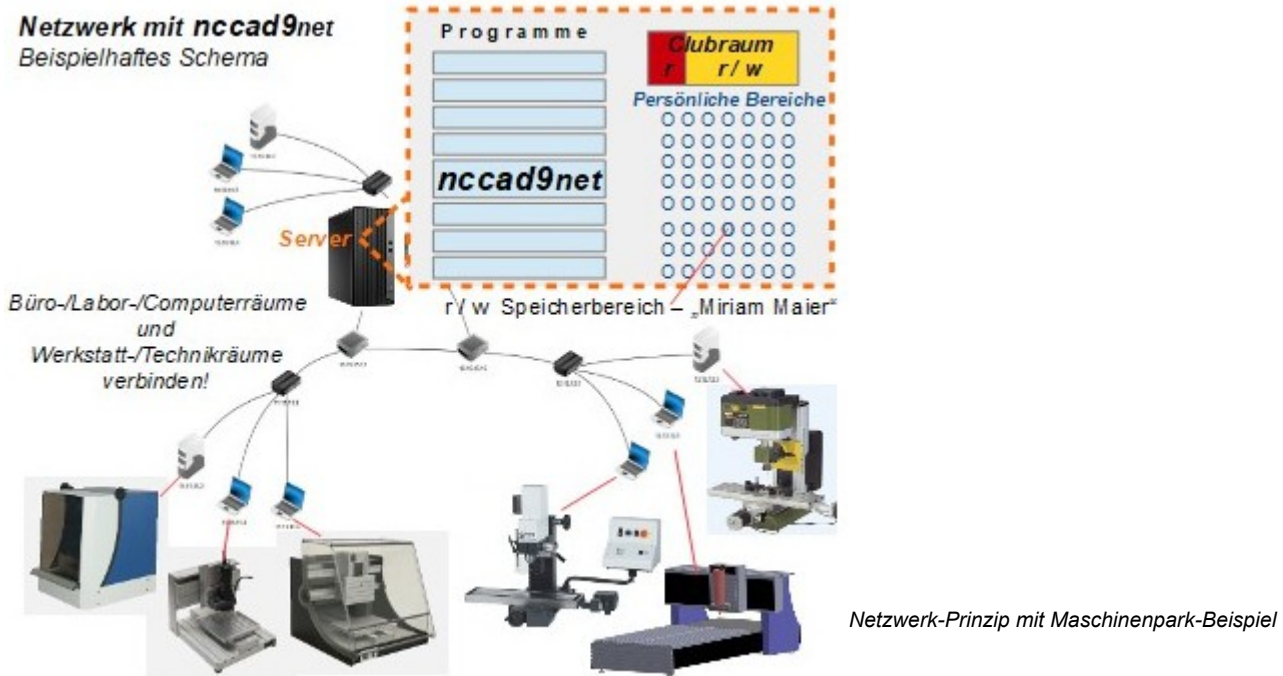 Netzwerk mit nccad9net
Beispielhaftes Schema
Programme
Clubraum
r r/w
Persönliche Bereiche
nccad9net
Server
r/w Speicherbereich – „Miriam Maier“
Büro-/Labor-/Computerräume
und
Werkstatt-/Technikräume
verbinden!
Netzwerk-Prinzip mit Maschinenpark-Beispiel